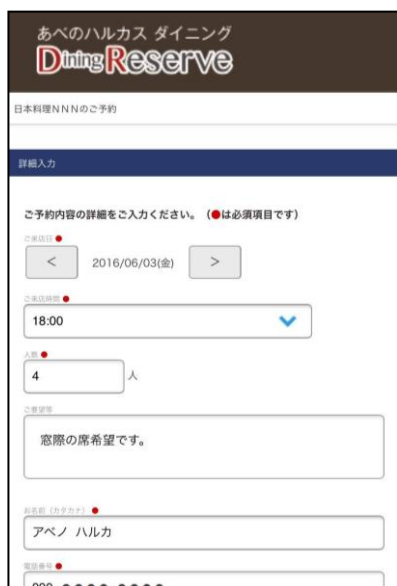 あべのハルカス ダイニング
Dining Reserve
日本料理NNNのご予約
詳細入力
ご予約内容の詳細をご入力ください。（●は必須項目です）
ご来店日 ●
< 2016/06/03(金) >
ご来店時間 ●
18:00
人数 ●
4 人
ご要望等
窓際の席希望です。
お名前（カタカナ） ●
アベノ ハルカ
電話番号 ●